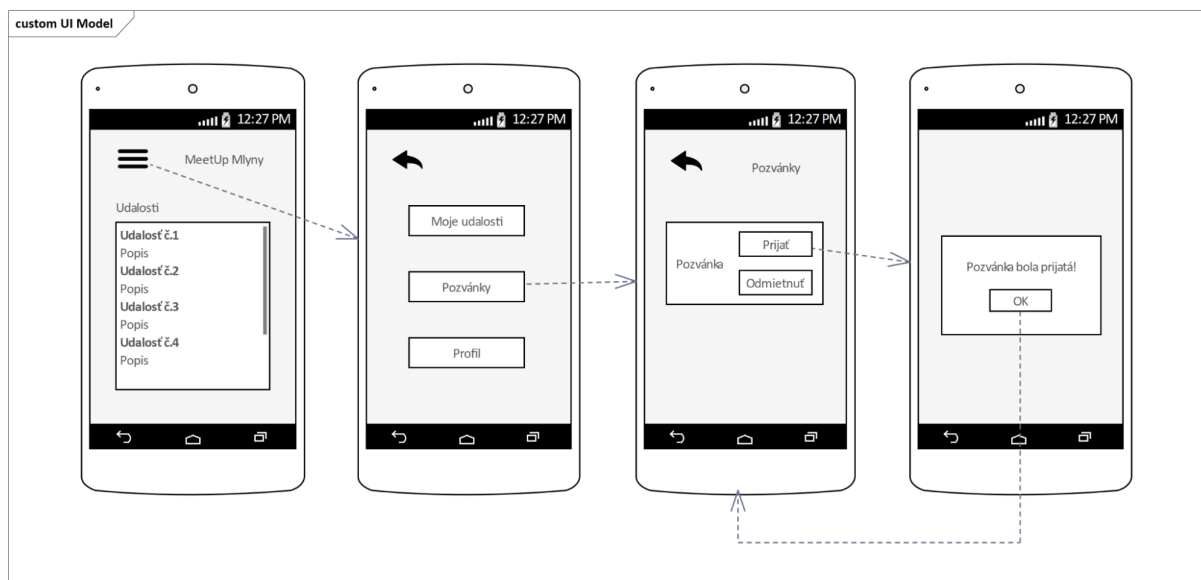 custom UI Model
12:27 PM
MeetUp Mlyny
Udalosti
Udalosť č.1
Popis
Udalosť č.2
Popis
Udalosť č.3
Popis
Udalosť č.4
Popis
12:27 PM
Moje udalosti
Pozvánky
Profil
12:27 PM
Pozvánky
Pozvánka
Prijať
Odmietnuť
12:27 PM
Pozvánka bola prijatá!
OK